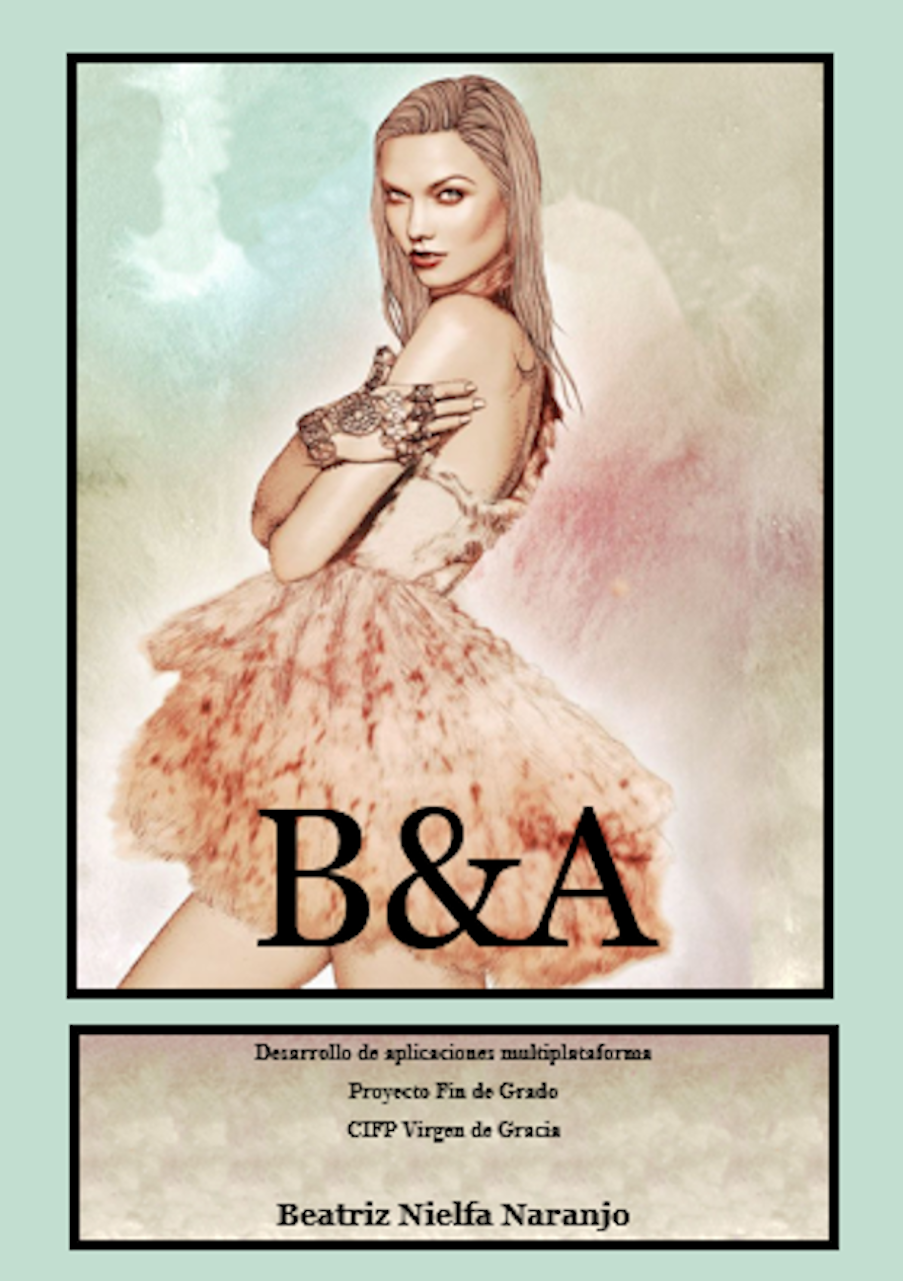 B&A
Desarrollo de aplicaciones multiplataforma
Proyecto Fin de Grado
CIFP Virgen de Gracia
Beatriz Nielfa Naranjo